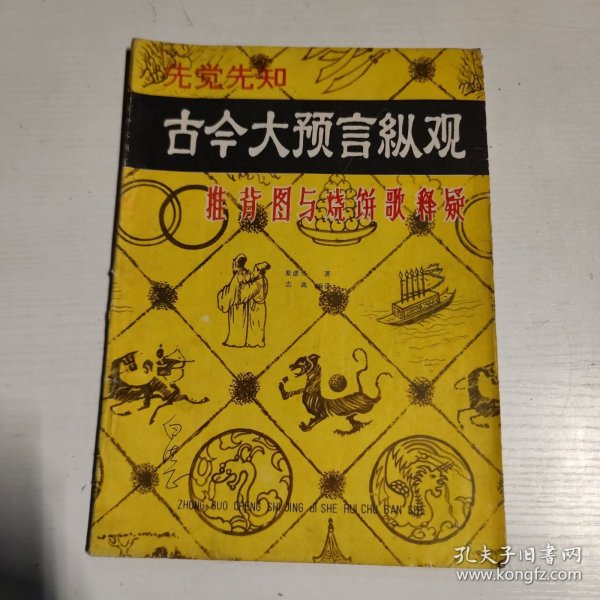 先觉先知
古今大预言纵观
推背图与烧饼歌释疑
著
ZHONG GUO CHENG SHI JING JI SHE HUI CHU BAN SHE
孔夫子旧书网
www.kongfz.com